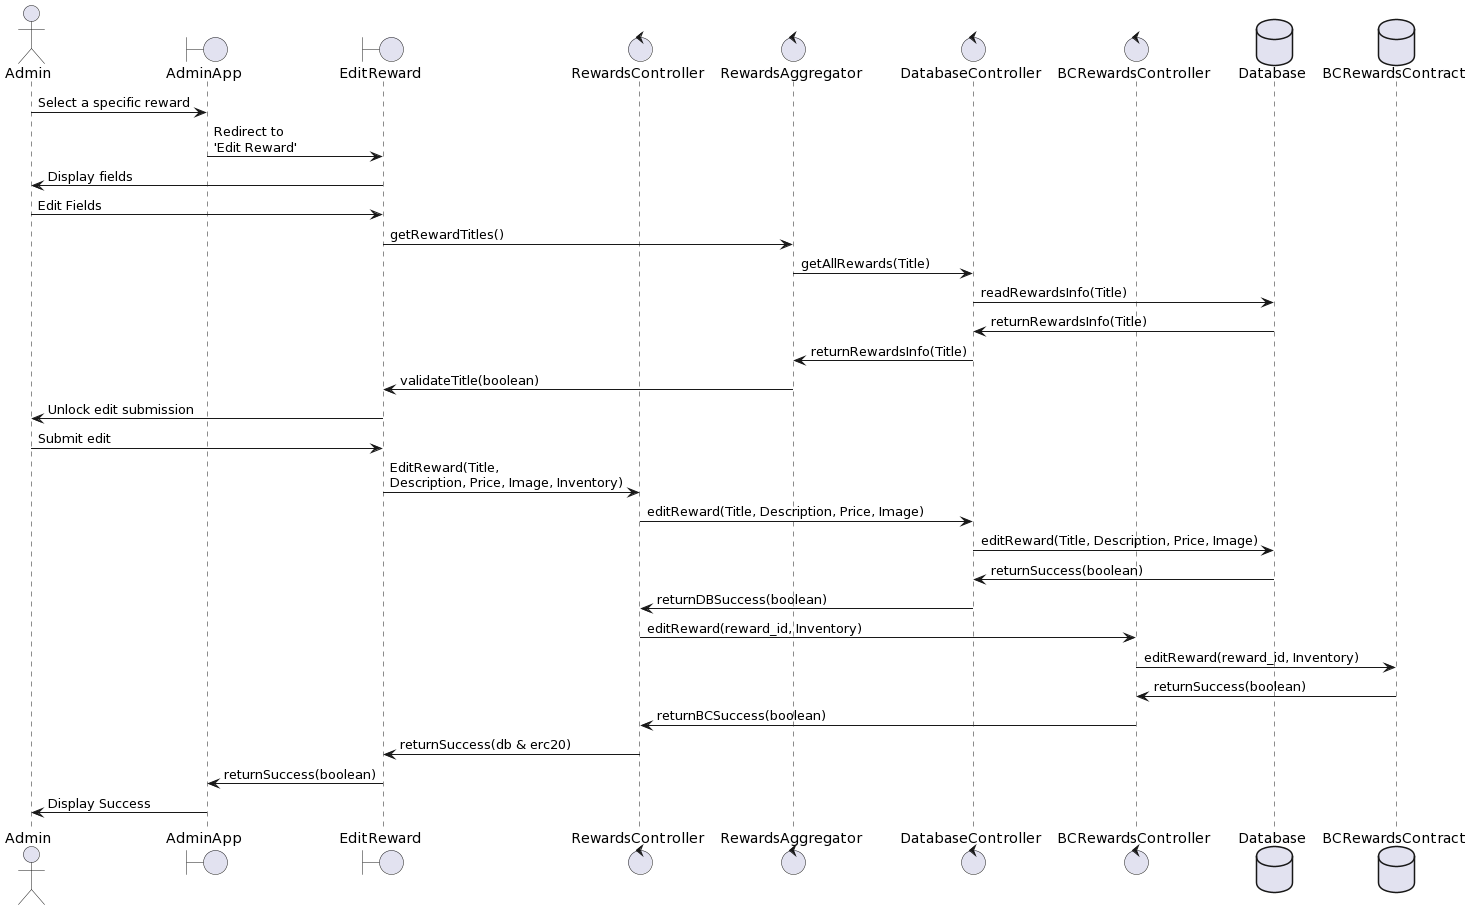 Admin
AdminApp
EditReward
RewardsController
RewardsAggregator
DatabaseController
BCRewardsController
Database
BCRewardsContract
Select a specific reward
Redirect to
'Edit Reward'
Display fields
Edit Fields
getRewardTitles()
getAllRewards(Title)
readRewardsInfo(Title)
returnRewardsInfo(Title)
returnRewardsInfo(Title)
validateTitle(boolean)
Unlock edit submission
Submit edit
EditReward(Title,
Description, Price, Image, Inventory)
editReward(Title, Description, Price, Image)
editReward(Title, Description, Price, Image)
returnSuccess(boolean)
returnDBSuccess(boolean)
editReward(reward_id, Inventory)
editReward(reward_id, Inventory)
returnSuccess(boolean)
returnBCSuccess(boolean)
returnSuccess(db & erc20)
returnSuccess(boolean)
Display Success
Admin
AdminApp
EditReward
RewardsController
RewardsAggregator
DatabaseController
BCRewardsController
Database
BCRewardsContract